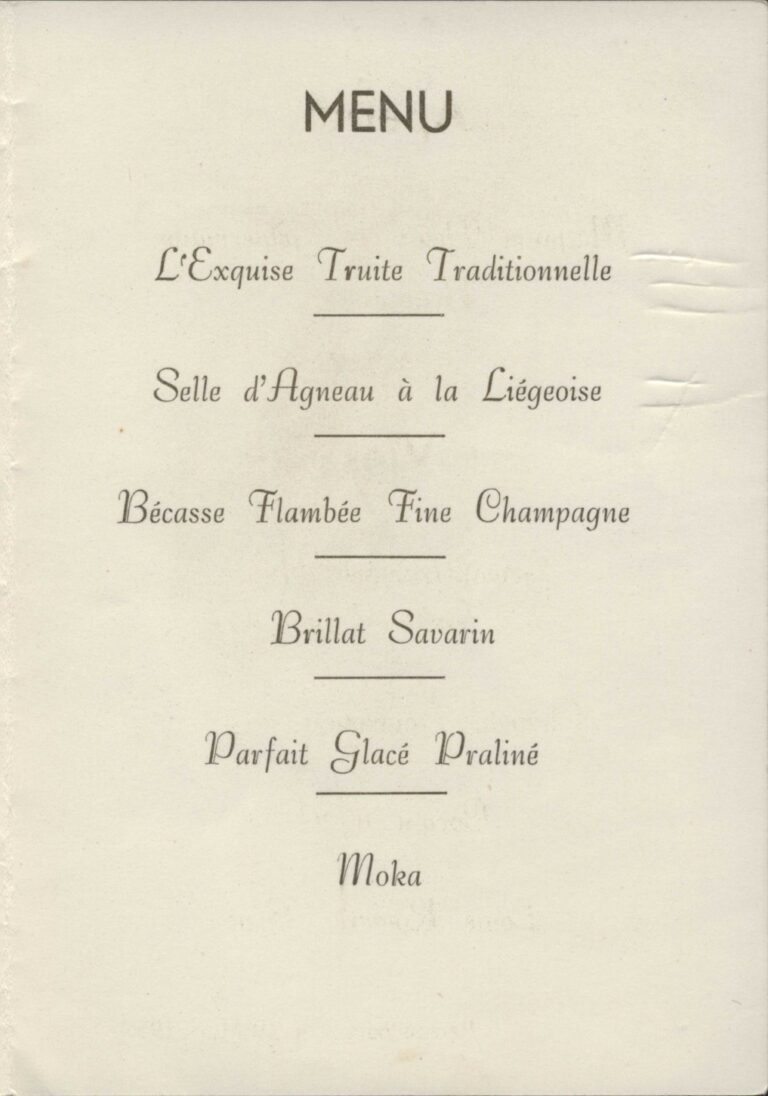 MENU
L'Exquise Truite Traditionnelle
Selle d'Agneau à la Liégeoise
Bécasse Flambée Fine Champagne
Brillat Savarin
Parfait Glacé Praliné
Moka